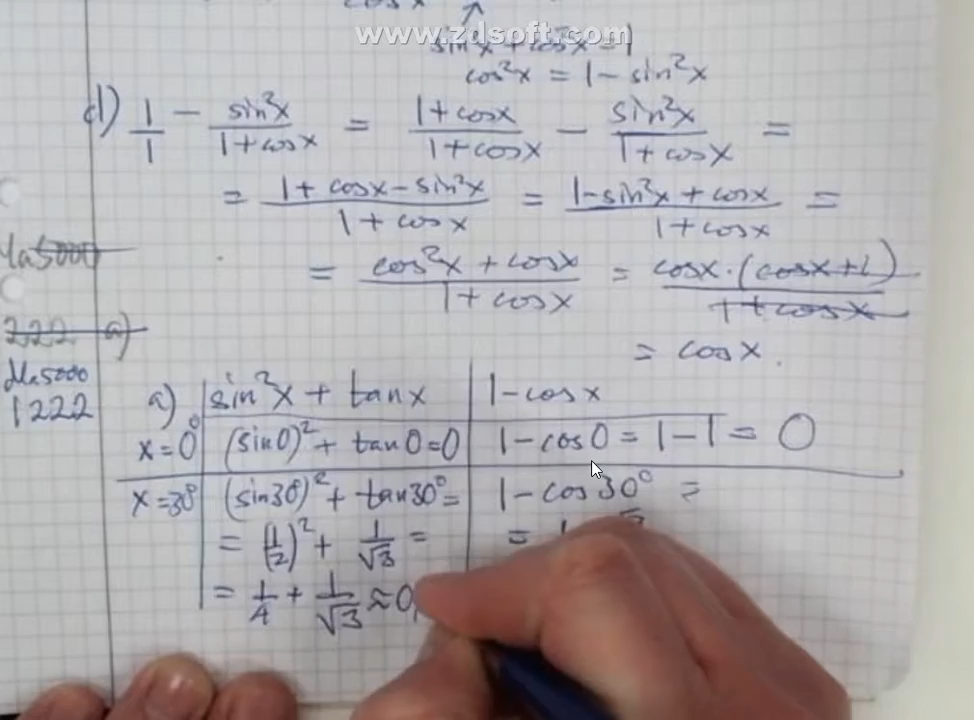 cos x ↗
www.zdsoft.com
sin²x + cos²x = 1
cos²x = 1 - sin²x
d) 1/1 - sin²x/(1+cosx) = (1+cosx)/(1+cosx) - sin²x/(1+cosx) =
= (1+cosx-sin²x)/(1+cosx) = (1-sin²x+cosx)/(1+cosx) =
Ma5000
= (cos²x+cosx)/(1+cosx) = cosx·(cosx+1)/(1+cosx)
222 a)
= cosx.
Ma5000
1222
a) sin²x + tanx | 1-cosx
x=0° | (sin0)² + tan0=0 | 1-cos0 = 1-1 = 0
x=30° | (sin30°)² + tan30° = | 1-cos30° =
= (1/2)² + 1/√3 = | =
= 1/4 + 1/√3 ≈ 0,